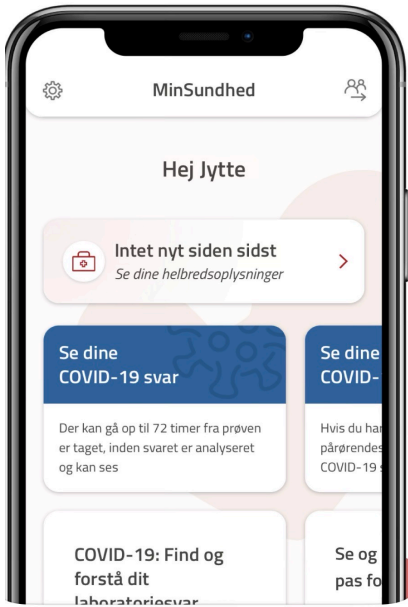 MinSundhed
Hej Jytte
Intet nyt siden sidst
Se dine helbredsoplysninger
Se dine
COVID-19 svar
Der kan gå op til 72 timer fra prøven
er taget, inden svaret er analyseret
og kan ses
Se dine
COVID-
Hvis du har
pårørendes
COVID-19
COVID-19: Find og
forstå dit
laboratoriesvar
Se og
pas fo